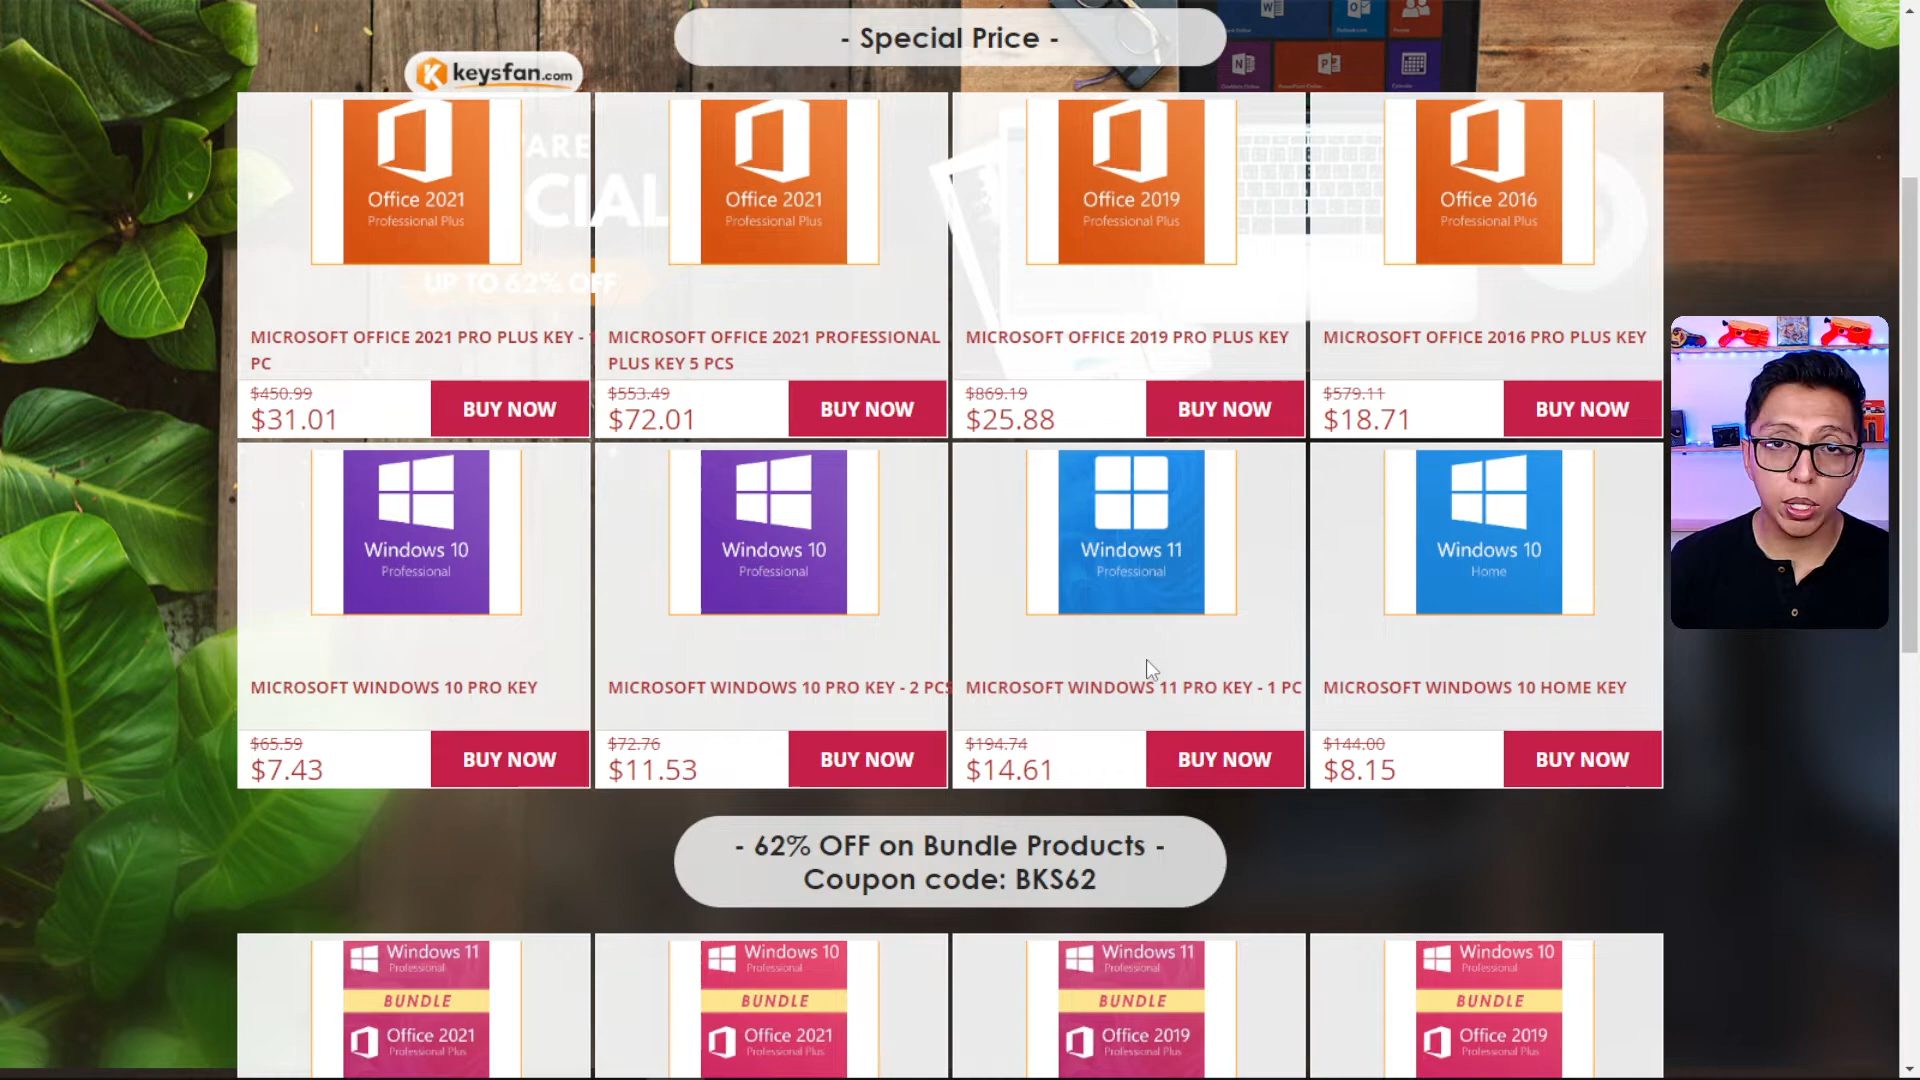 - Special Price -
keysfan.com
Office 2021
Professional Plus
Office 2021
Professional Plus
Office 2019
Professional Plus
Office 2016
Professional Plus
CIAL
UP TO 62% OFF
MICROSOFT OFFICE 2021 PRO PLUS KEY - 1
PC
MICROSOFT OFFICE 2021 PROFESSIONAL
PLUS KEY 5 PCS
MICROSOFT OFFICE 2019 PRO PLUS KEY
MICROSOFT OFFICE 2016 PRO PLUS KEY
$450.99
$31.01
BUY NOW
$553.49
$72.01
BUY NOW
$869.19
$25.88
BUY NOW
$579.11
$18.71
BUY NOW
Windows 10
Professional
Windows 10
Professional
Windows 11
Professional
Windows 10
Home
MICROSOFT WINDOWS 10 PRO KEY
MICROSOFT WINDOWS 10 PRO KEY - 2 PCS
MICROSOFT WINDOWS 11 PRO KEY - 1 PC
MICROSOFT WINDOWS 10 HOME KEY
$65.59
$7.43
BUY NOW
$72.76
$11.53
BUY NOW
$194.74
$14.61
BUY NOW
$144.00
$8.15
BUY NOW
- 62% OFF on Bundle Products -
Coupon code: BKS62
Windows 11
Professional
BUNDLE
Office 2021
Professional Plus
Windows 10
Professional
BUNDLE
Office 2021
Professional Plus
Windows 11
Professional
BUNDLE
Office 2019
Professional Plus
Windows 10
Professional
BUNDLE
Office 2019
Professional Plus